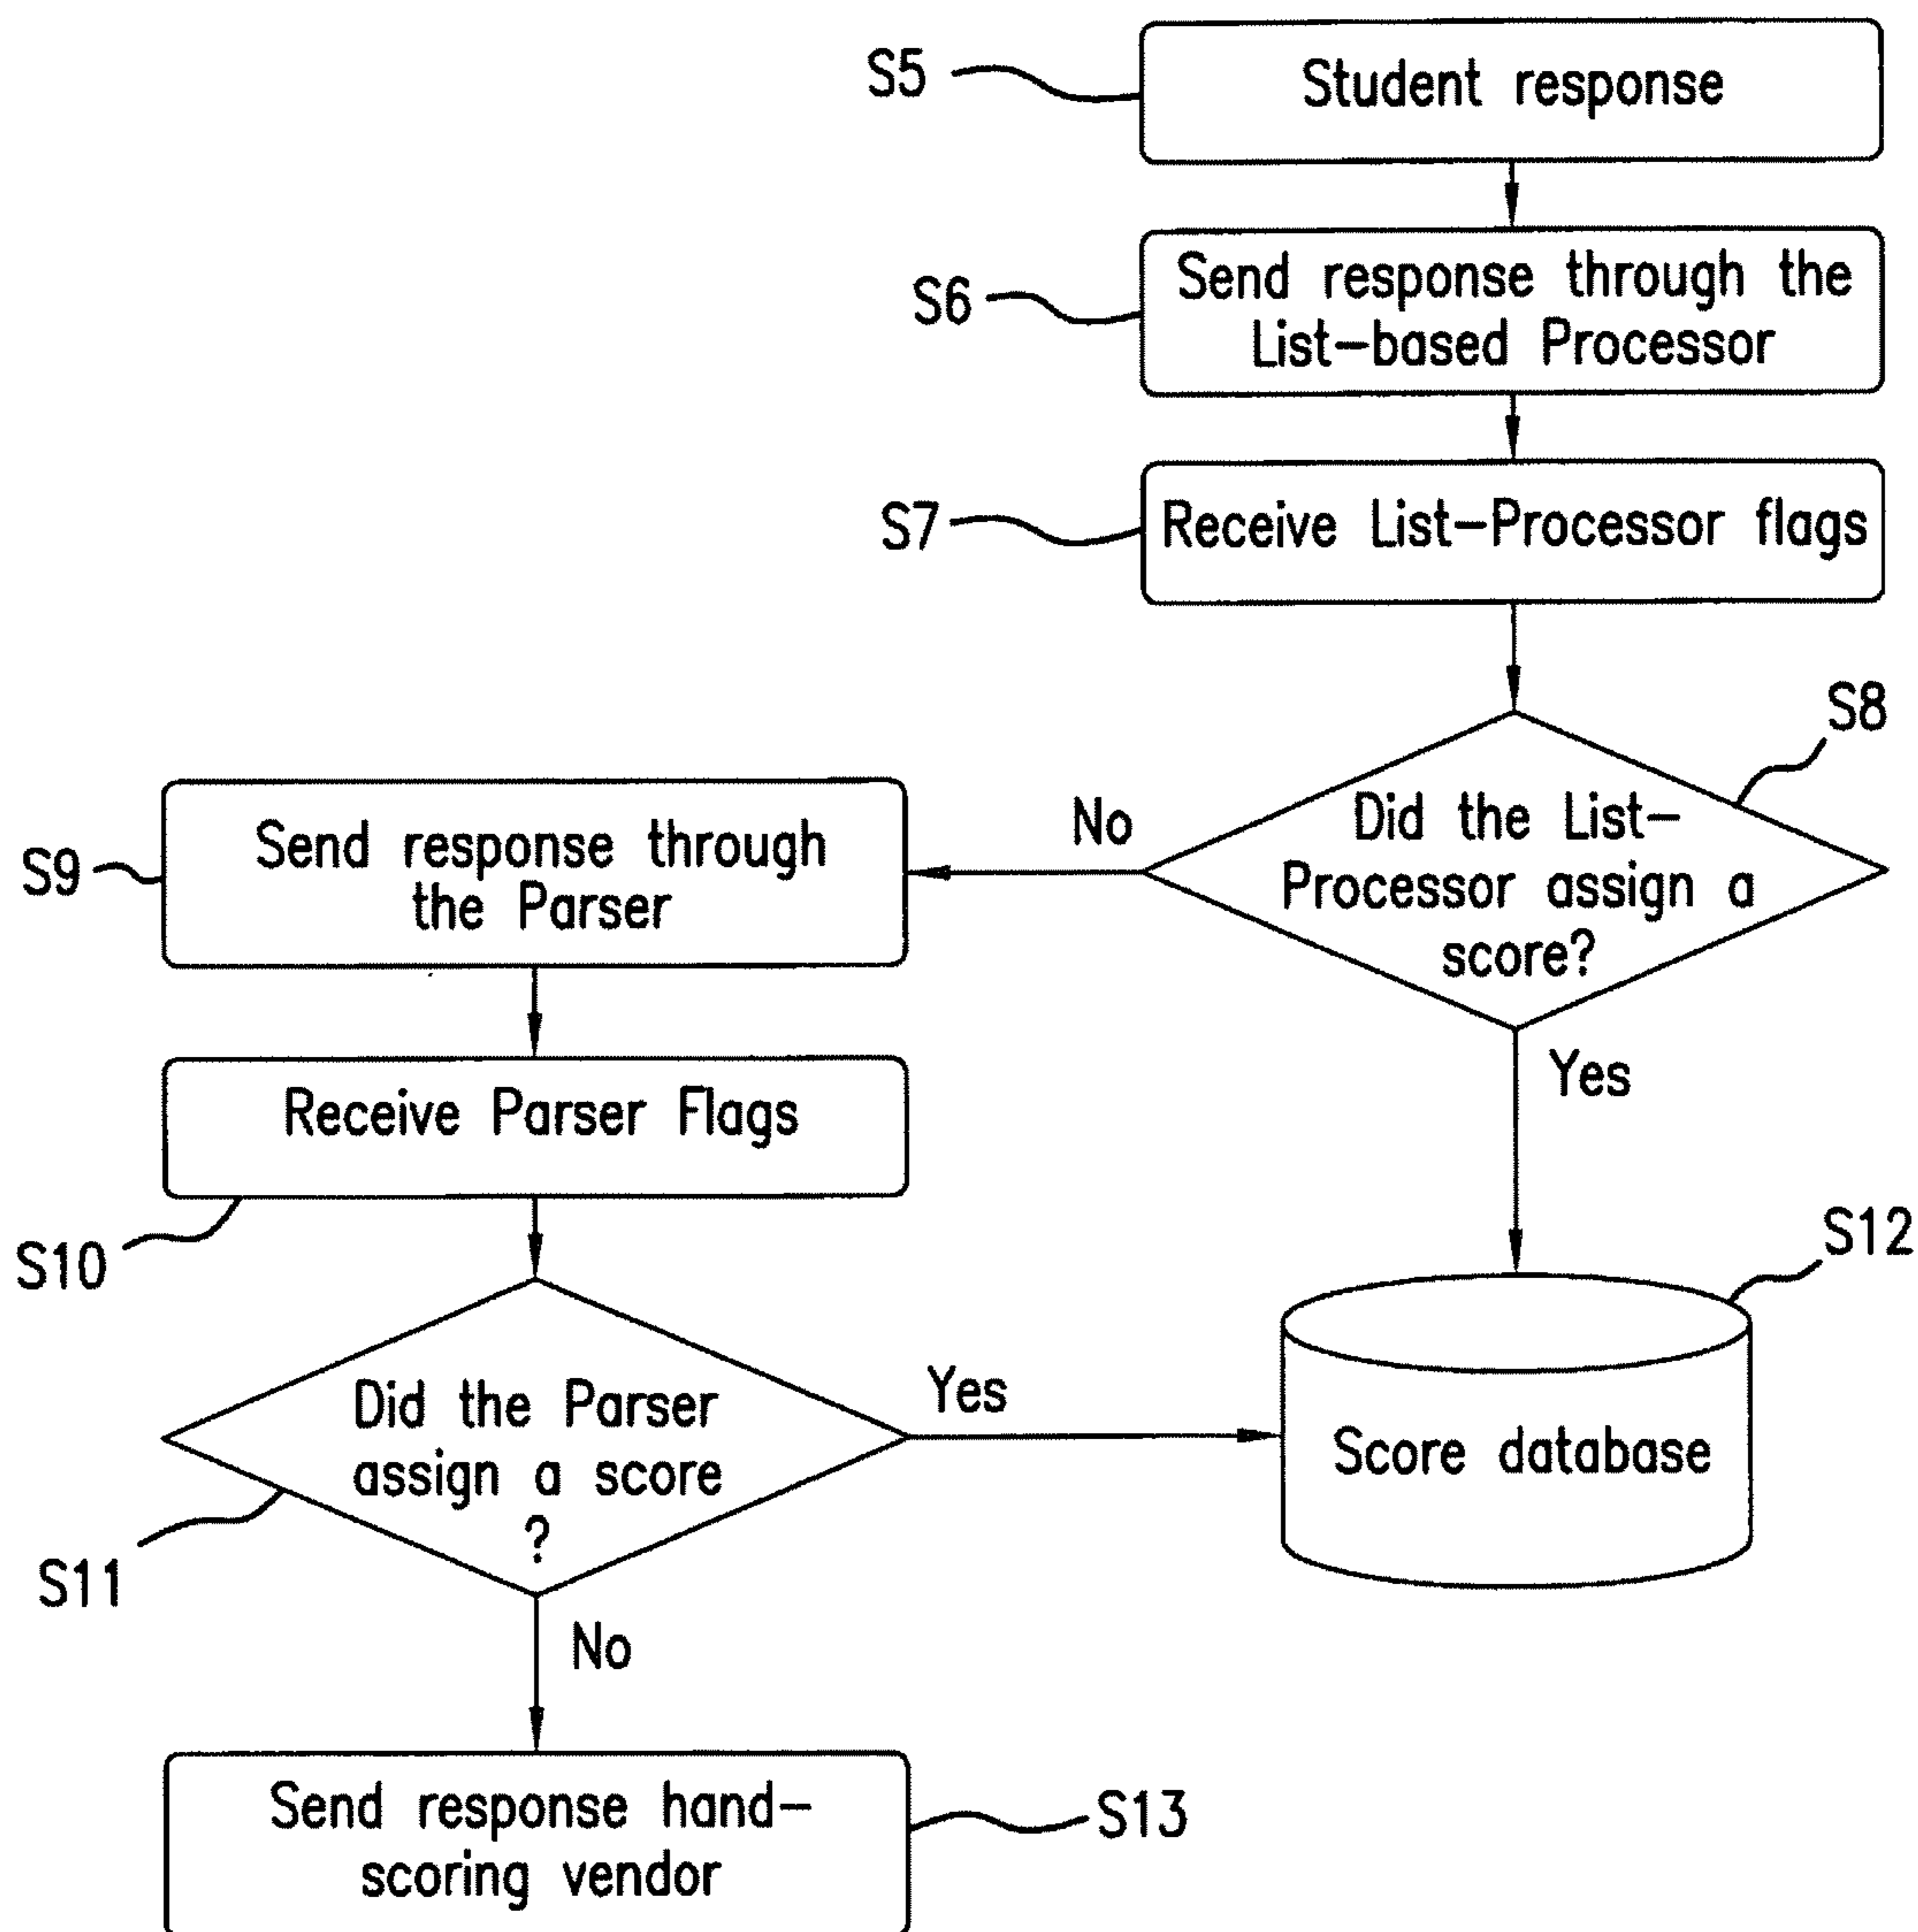 S5
Student response
S6
Send response through the
List-based Processor
S7
Receive List-Processor flags
S8
Did the List-
Processor assign a
score?
No
Yes
S9
Send response through
the Parser
Receive Parser Flags
S10
Did the Parser
assign a score
?
S11
Yes
S12
Score database
No
Send response hand-
scoring vendor
S13